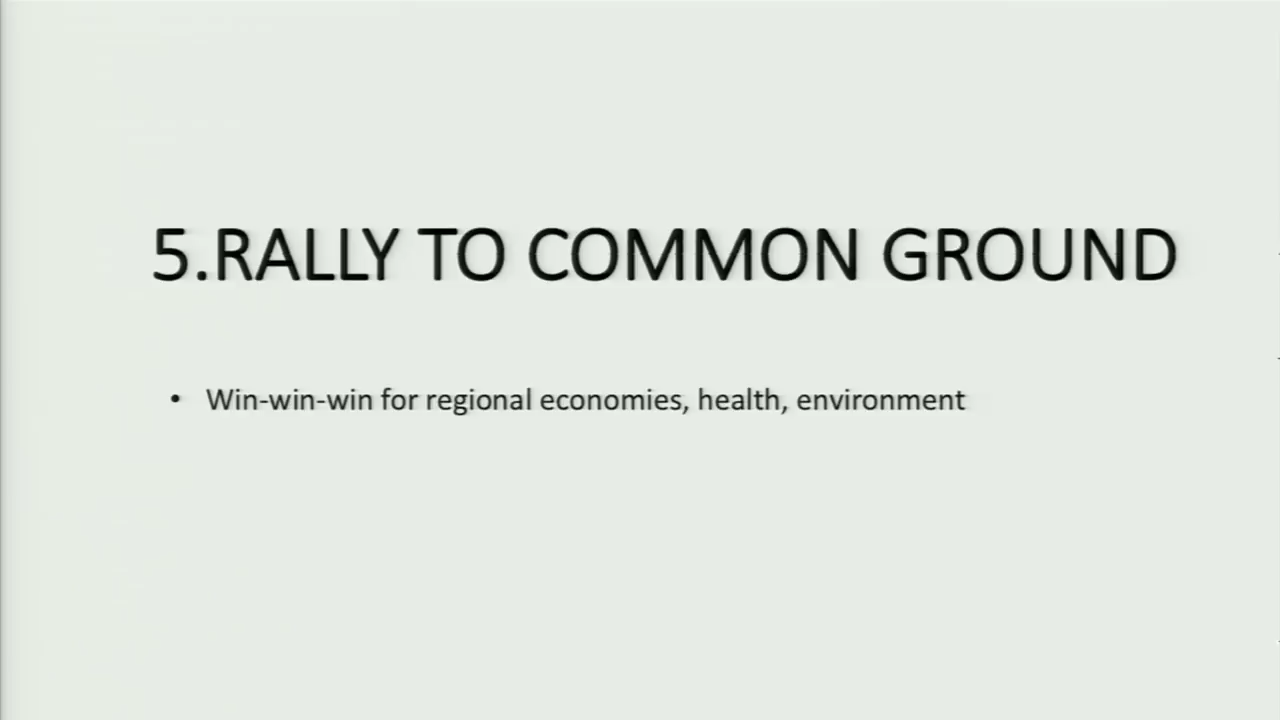 5.RALLY TO COMMON GROUND
• Win-win-win for regional economies, health, environment